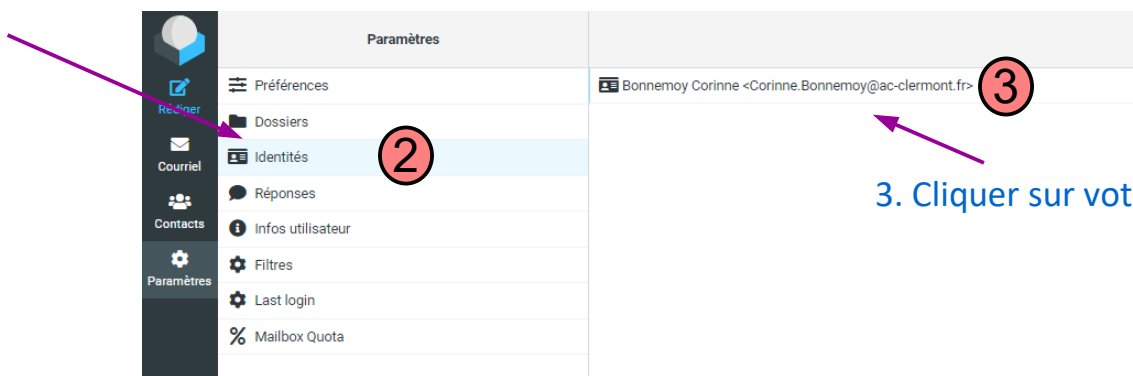 Paramètres
Préférences
Bonnemoy Corinne <Corinne.Bonnemoy@ac-clermont.fr>
3
Rédiger
Dossiers
Identités
2
Courriel
Réponses
3. Cliquer sur vot
Contacts
Infos utilisateur
Filtres
Paramètres
Last login
Mailbox Quota